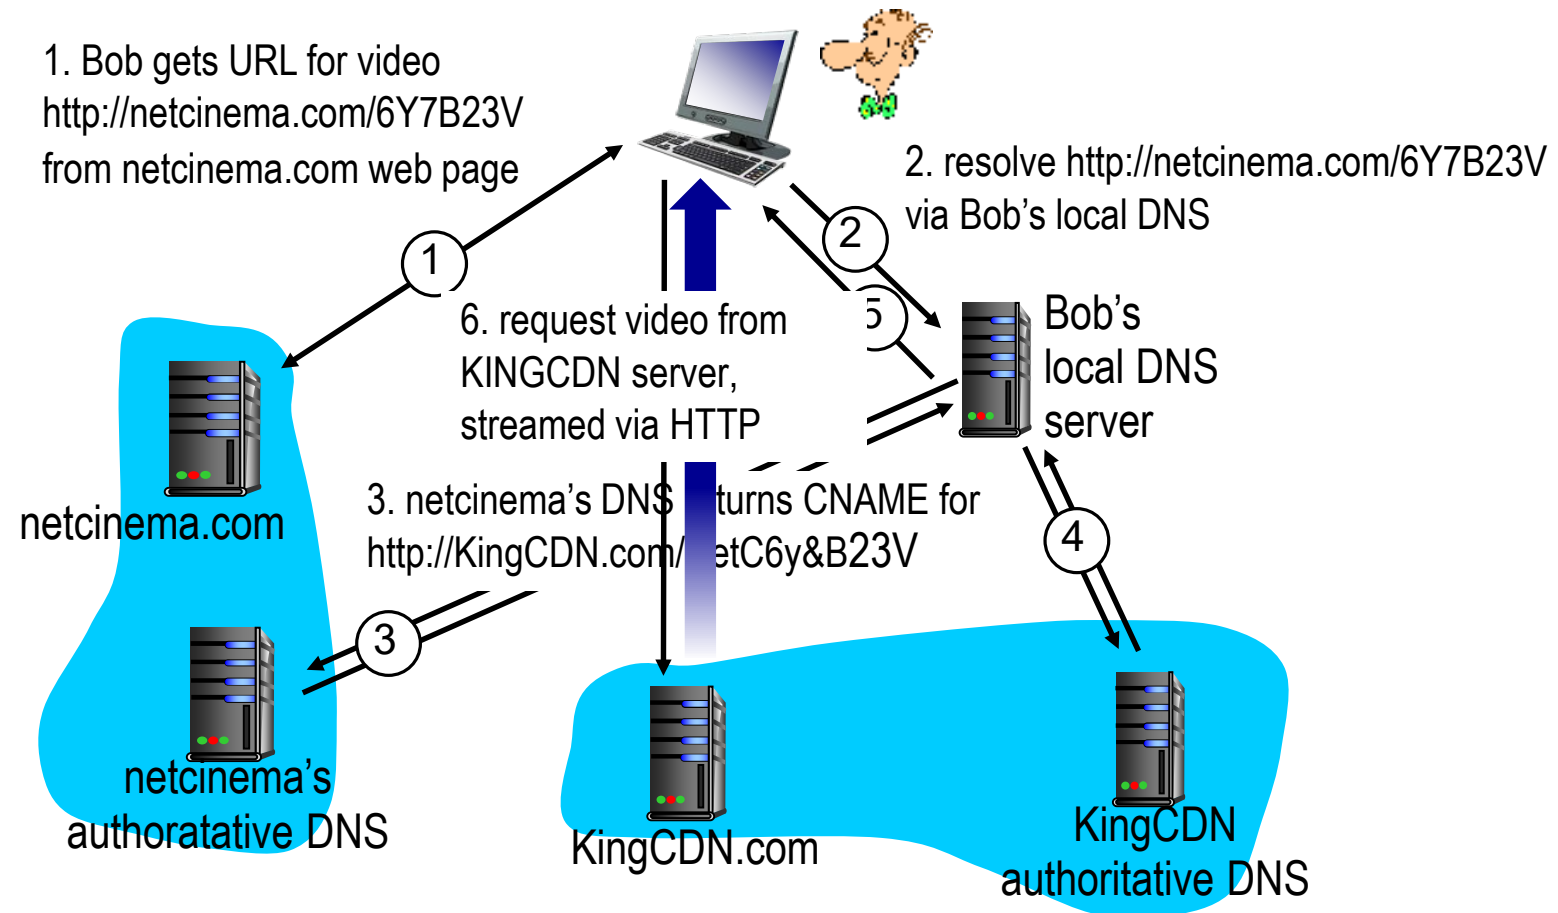 1. Bob gets URL for video
http://netcinema.com/6Y7B23V
from netcinema.com web page
2. resolve http://netcinema.com/6Y7B23V
via Bob's local DNS
1
2
5
6. request video from
KINGCDN server,
streamed via HTTP
Bob's
local DNS
server
netcinema.com
3. netcinema's DNS turns CNAME for
http://KingCDN.com/ etC6y&B23V
4
3
netcinema's
authoratative DNS
KingCDN.com
KingCDN
authoritative DNS